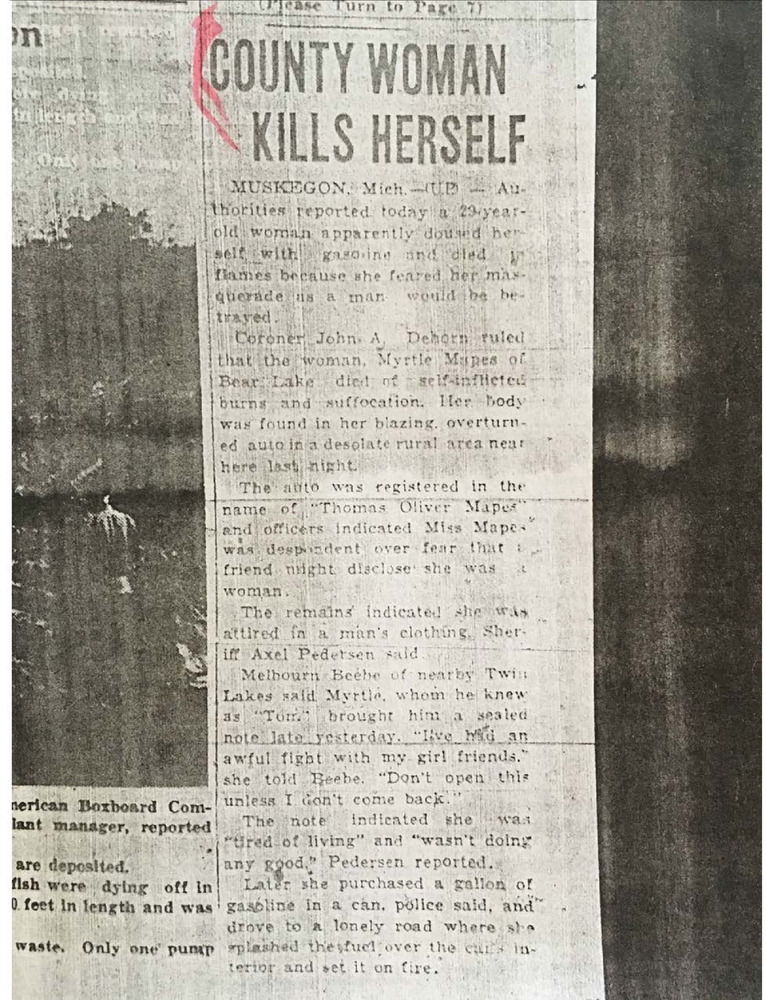 (Please Turn to Page 7)
on
COUNTY WOMAN
KILLS HERSELF
MUSKEGON, Mich. —(UP) — Au-
thorities reported today a 29-year-
old woman apparently doused her-
self with gasoline and died
flames because she feared her mas-
querade as a man would be be-
trayed.
Coroner John A. Dehorn ruled
that the woman, Myrtle Mapes of
Bear Lake died of self-inflicted
burns and suffocation. Her body
was found in her blazing, overturn-
ed auto in a desolate rural area near
here last night.
The auto was registered in the
name of "Thomas Oliver Mapes"
and officers indicated Miss Mapes
was despondent over fear that
friend might disclose she was a
woman.
The remains indicated she was
attired in a man's clothing, Sher-
iff Axel Pedersen said.
Melbourn Beebe of nearby Twin
Lakes said Myrtle, whom he knew
as "Tom," brought him a sealed
note late yesterday. "I've had an
awful fight with my girl friends,"
she told Beebe. "Don't open this
unless I don't come back."
The note indicated she was
"tired of living" and "wasn't doing
any good," Pedersen reported.
Later she purchased a gallon of
gasoline in a can, police said, and
drove to a lonely road where she
splashed the fuel over the car's in-
terior and set it on fire.
merican Boxboard Com-
lant manager, reported
are deposited.
fish were dying off in
0 feet in length and was
waste. Only one pump